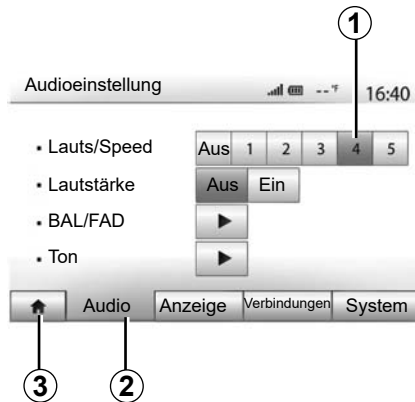 1
Audioeinstellung -- °F 16:40
Lauts/Speed Aus 1 2 3 4 5
Lautstärke Aus Ein
BAL/FAD
Ton
Audio Anzeige Verbindungen System
3 2